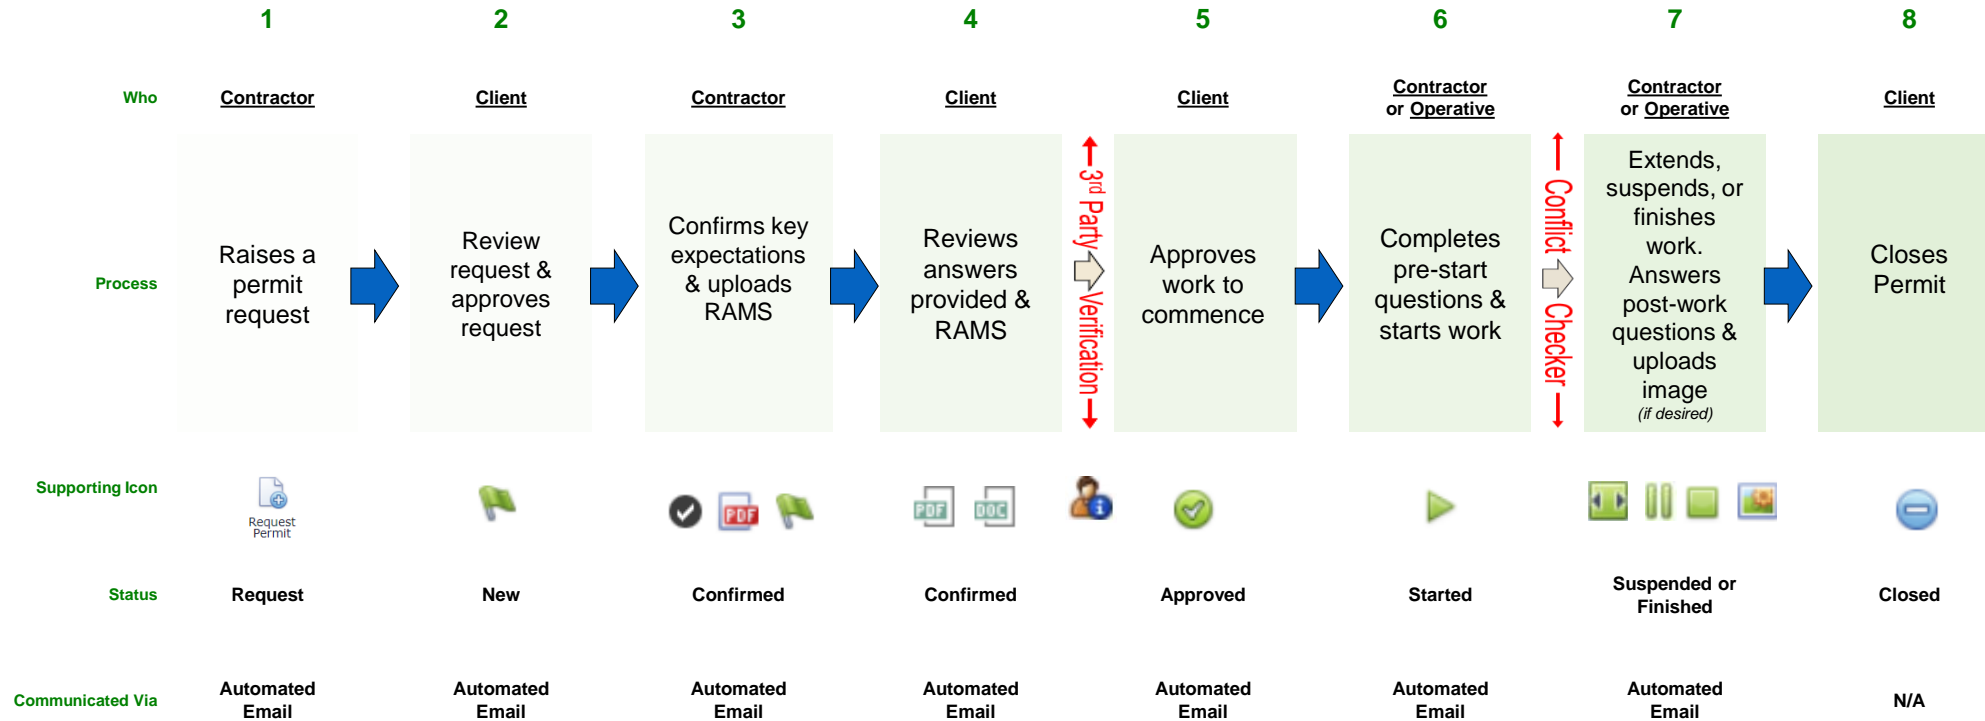 1 2 3 4 5 6 7 8
Who
Contractor
Client
Contractor
Client
Client
Contractor
or Operative
Contractor
or Operative
Client
Process
Raises a
permit
request
Review
request &
approves
request
Confirms key
expectations
& uploads
RAMS
Reviews
answers
provided &
RAMS
3rd Party Verification
Approves
work to
commence
Completes
pre-start
questions &
starts work
Conflict Checker
Extends,
suspends, or
finishes
work.
Answers
post-work
questions &
uploads
image
(if desired)
Closes
Permit
Supporting Icon
Request
Permit
PDF
PDF
DOC
i
Status
Request
New
Confirmed
Confirmed
Approved
Started
Suspended or
Finished
Closed
Communicated Via
Automated
Email
Automated
Email
Automated
Email
Automated
Email
Automated
Email
Automated
Email
Automated
Email
N/A